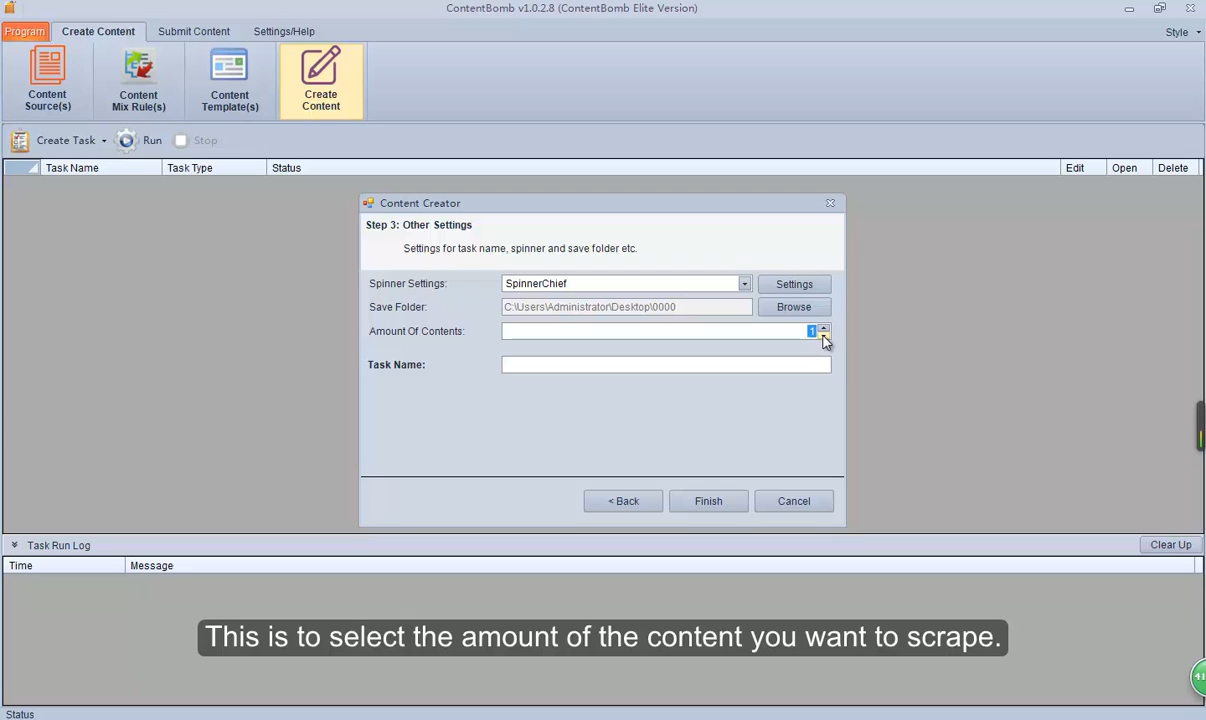 ContentBomb v1.0.2.8 (ContentBomb Elite Version)
Program Create Content Submit Content Settings/Help Style
Content Source(s)
Content Mix Rule(s)
Content Template(s)
Create Content
Create Task Run Stop
Task Name Task Type Status Edit Open Delete
Content Creator
Step 3: Other Settings
Settings for task name, spinner and save folder etc.
Spinner Settings: SpinnerChief Settings
Save Folder: C:\Users\Administrator\Desktop\0000 Browse
Amount Of Contents: 1
Task Name:
< Back Finish Cancel
Task Run Log Clear Up
Time Message
This is to select the amount of the content you want to scrape.
41
Status